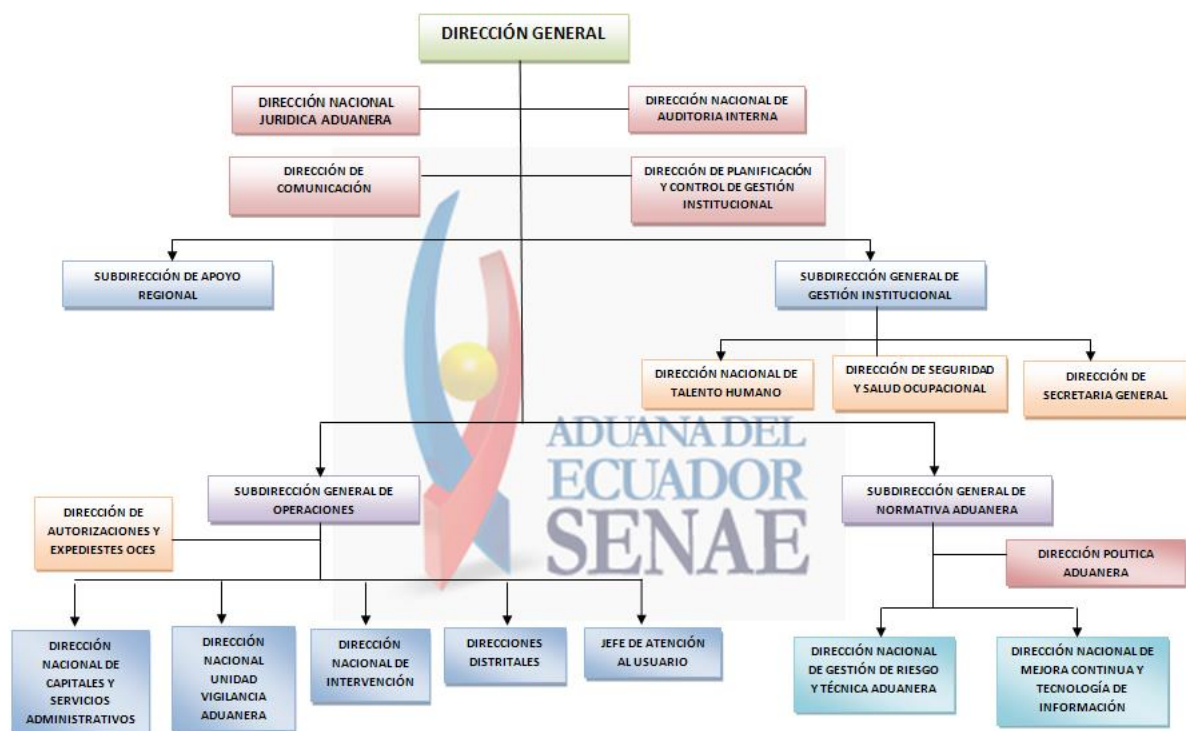 DIRECCIÓN GENERAL
DIRECCIÓN NACIONAL
JURIDICA ADUANERA
DIRECCIÓN NACIONAL DE
AUDITORIA INTERNA
DIRECCIÓN DE
COMUNICACIÓN
DIRECCIÓN DE PLANIFICACIÓN
Y CONTROL DE GESTIÓN
INSTITUCIONAL
SUBDIRECCIÓN DE APOYO
REGIONAL
SUBDIRECCIÓN GENERAL DE
GESTIÓN INSTITUCIONAL
DIRECCIÓN NACIONAL DE
TALENTO HUMANO
DIRECCIÓN DE SEGURIDAD
Y SALUD OCUPACIONAL
DIRECCIÓN DE
SECRETARIA GENERAL
ADUANA DEL
ECUADOR
SENAE
SUBDIRECCIÓN GENERAL DE
OPERACIONES
SUBDIRECCIÓN GENERAL DE
NORMATIVA ADUANERA
DIRECCIÓN DE
AUTORIZACIONES Y
EXPEDIESTES OCES
DIRECCIÓN POLITICA
ADUANERA
DIRECCIÓN
NACIONAL DE
CAPITALES Y
SERVICIOS
ADMINISTRATIVOS
DIRECCIÓN
NACIONAL
UNIDAD
VIGILANCIA
ADUANERA
DIRECCIÓN
NACIONAL DE
INTERVENCIÓN
DIRECCIONES
DISTRITALES
JEFE DE ATENCIÓN
AL USUARIO
DIRECCIÓN NACIONAL
DE GESTIÓN DE RIESGO
Y TÉCNICA ADUANERA
DIRECCIÓN NACIONAL DE
MEJORA CONTINUA Y
TECNOLOGÍA DE
INFORMACIÓN